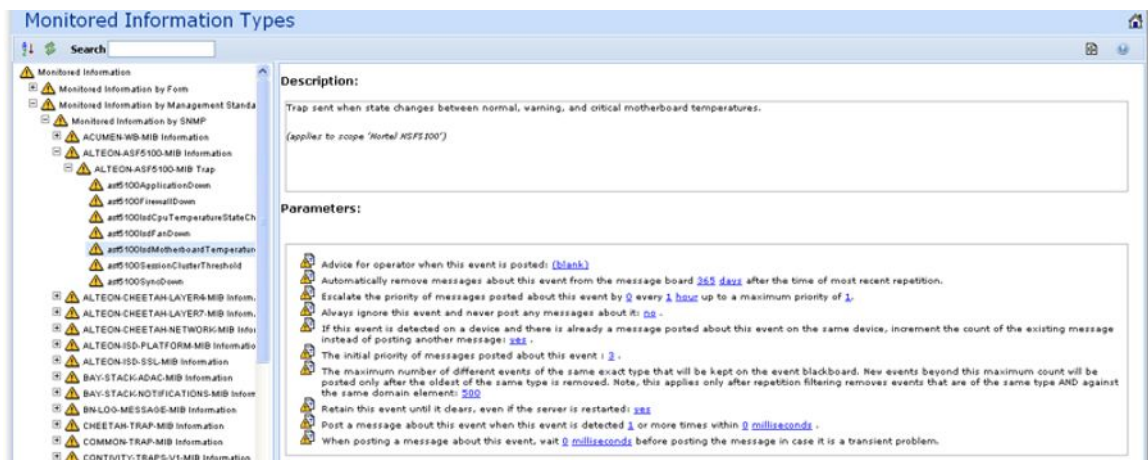 Monitored Information Types
Search
Monitored Information
Monitored Information by Form
Monitored Information by Management Standa
Monitored Information by SNMP
ACUMEN-WB-MIB Information
ALTEON-ASF5100-MIB Information
ALTEON-ASF5100-MIB Trap
asf5100ApplicationDown
asf5100FirewallDown
asf5100IsdCpuTemperatureStateCh
asf5100IsdFanDown
asf5100IsdMotherboardTemperatur
asf5100SessionClusterThreshold
asf5100SyncDown
ALTEON-CHEETAH-LAYER4-MIB Inform.
ALTEON-CHEETAH-LAYER7-MIB Inform.
ALTEON-CHEETAH-NETWORK-MIB Infor
ALTEON-ISD-PLATFORM-MIB Informatio
ALTEON-ISD-SSL-MIB Information
BAY-STACK-ADAC-MIB Information
BAY-STACK-NOTIFICATIONS-MIB Inform
BN-LOG-MESSAGE-MIB Information
CHEETAH-TRAP-MIB Information
COMMON-TRAP-MIB Information
CONTIVITY-TRAPS-V1-MIB Information
Description:
Trap sent when state changes between normal, warning, and critical motherboard temperatures.
(applies to scope 'Nortel NSF5100')
Parameters:
Advice for operator when this event is posted: (blank)
Automatically remove messages about this event from the message board 365 days after the time of most recent repetition.
Escalate the priority of messages posted about this event by 0 every 1 hour up to a maximum priority of 1.
Always ignore this event and never post any messages about it: no .
If this event is detected on a device and there is already a message posted about this event on the same device, increment the count of the existing message
instead of posting another message: yes .
The initial priority of messages posted about this event : 3 .
The maximum number of different events of the same exact type that will be kept on the event blackboard. New events beyond this maximum count will be
posted only after the oldest of the same type is removed. Note, this applies only after repetition filtering removes events that are of the same type AND against
the same domain element: 500
Retain this event until it clears, even if the server is restarted: yes
Post a message about this event when this event is detected 1 or more times within 0 milliseconds .
When posting a message about this event, wait 0 milliseconds before posting the message in case it is a transient problem.